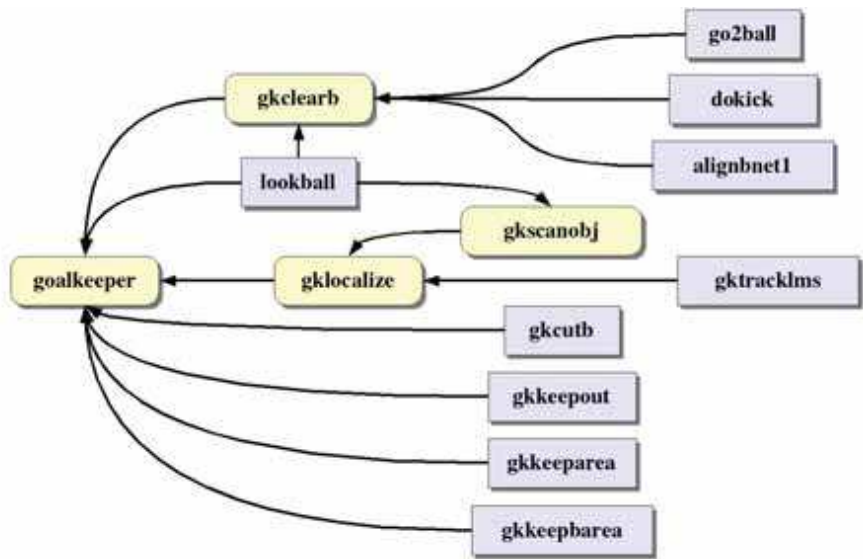 go2ball
gkclearb
dokick
alignbnet1
lookball
gkscanobj
goalkeeper
gklocalize
gktracklms
gkcutb
gkkeepout
gkkeeparea
gkkeepbarea